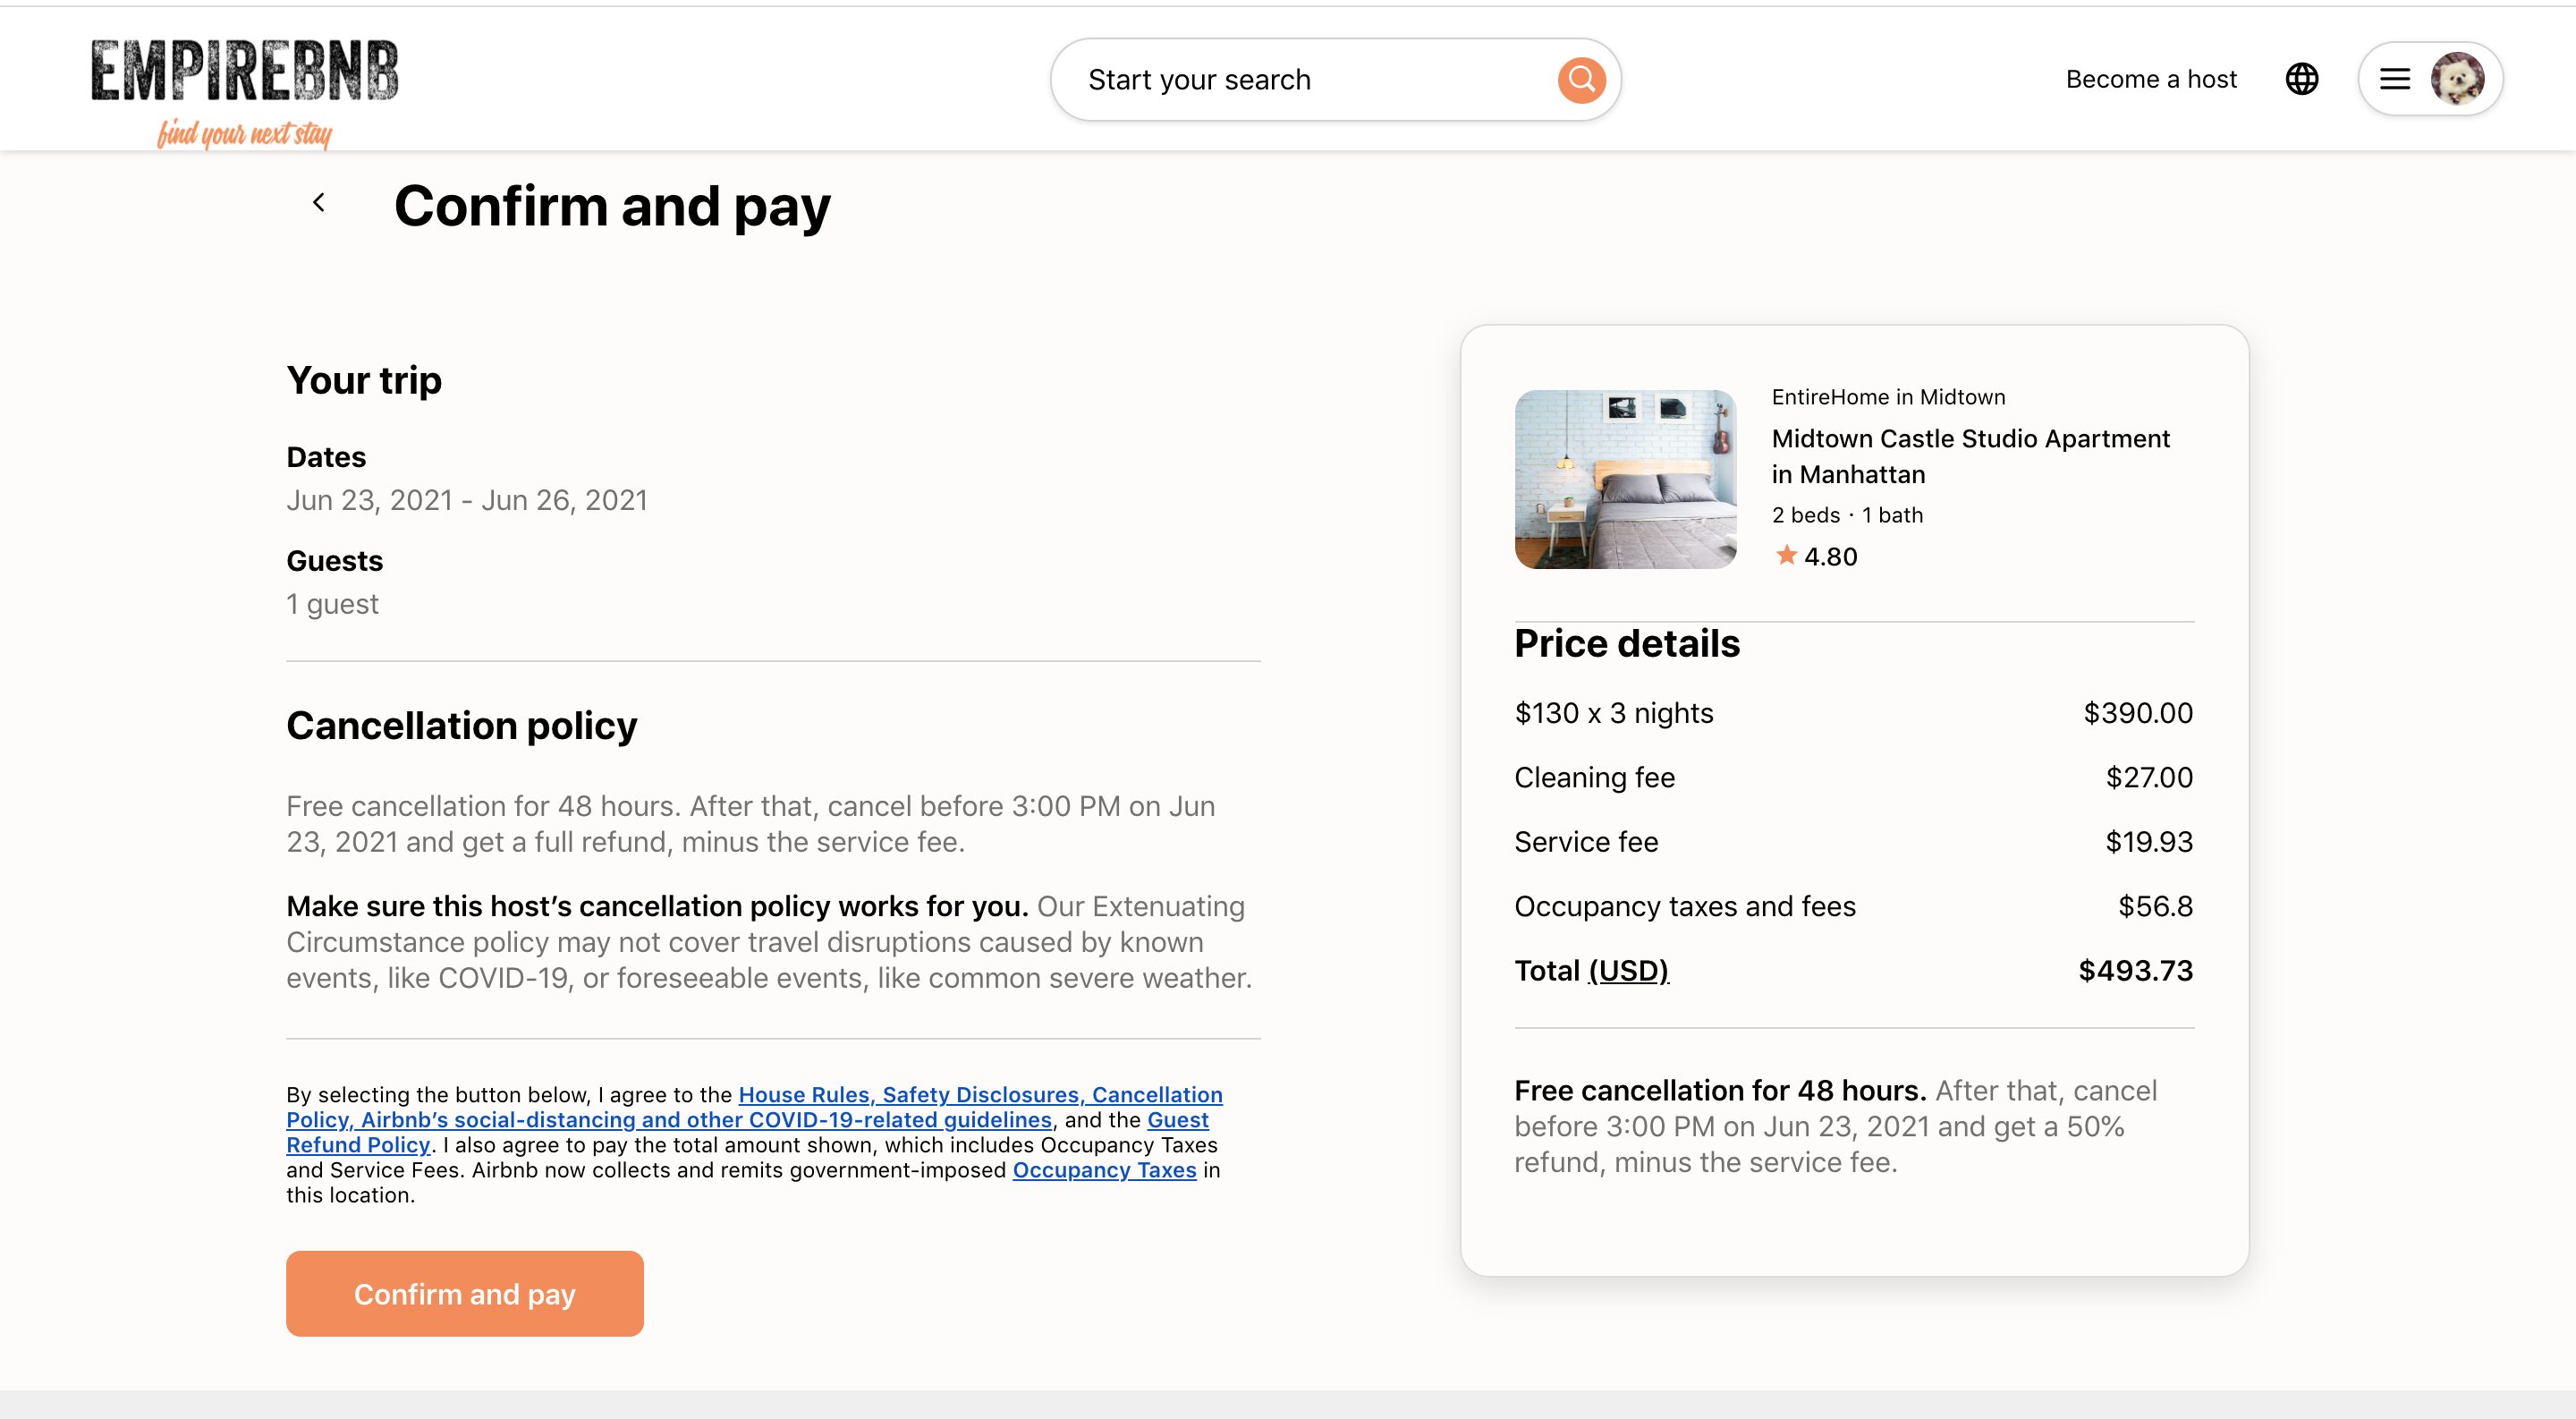 EMPIREBNB
find your next stay
Start your search
Become a host
Confirm and pay
Your trip
Dates
Jun 23, 2021 - Jun 26, 2021
Guests
1 guest
Cancellation policy
Free cancellation for 48 hours. After that, cancel before 3:00 PM on Jun
23, 2021 and get a full refund, minus the service fee.
Make sure this host’s cancellation policy works for you. Our Extenuating
Circumstance policy may not cover travel disruptions caused by known
events, like COVID-19, or foreseeable events, like common severe weather.
By selecting the button below, I agree to the House Rules, Safety Disclosures, Cancellation
Policy, Airbnb’s social-distancing and other COVID-19-related guidelines, and the Guest
Refund Policy. I also agree to pay the total amount shown, which includes Occupancy Taxes
and Service Fees. Airbnb now collects and remits government-imposed Occupancy Taxes in
this location.
Confirm and pay
EntireHome in Midtown
Midtown Castle Studio Apartment
in Manhattan
2 beds · 1 bath
4.80
Price details
$130 x 3 nights $390.00
Cleaning fee $27.00
Service fee $19.93
Occupancy taxes and fees $56.8
Total (USD) $493.73
Free cancellation for 48 hours. After that, cancel
before 3:00 PM on Jun 23, 2021 and get a 50%
refund, minus the service fee.